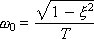 ω₀ = √(1 − ξ²) / T